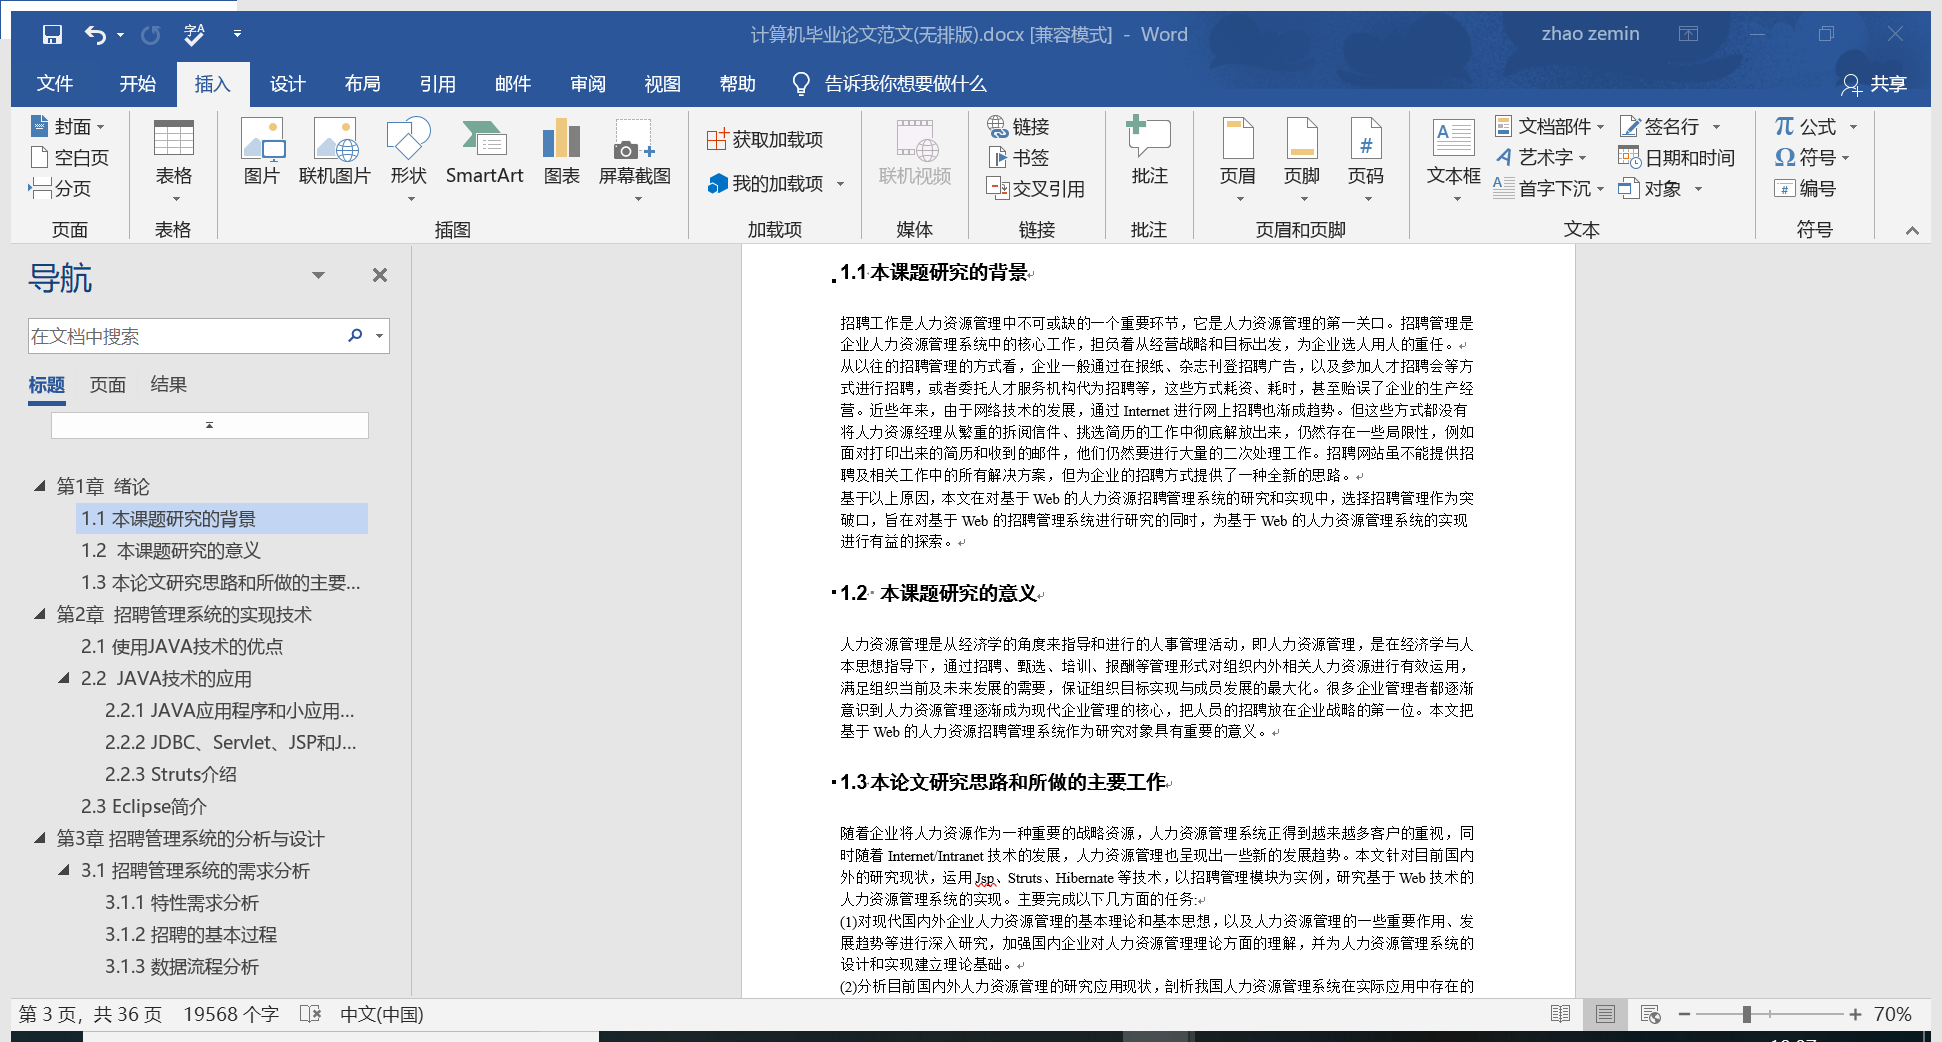 计算机毕业论文范文(无排版).docx [兼容模式] - Word
zhao zemin
文件 开始 插入 设计 布局 引用 邮件 审阅 视图 帮助 告诉我你想要做什么 共享
封面
空白页
分页
页面
表格
表格
图片 联机图片 形状 SmartArt 图表 屏幕截图
插图
获取加载项
我的加载项
加载项
联机视频
媒体
链接
书签
交叉引用
链接
批注
批注
页眉 页脚 页码
页眉和页脚
文本框
文档部件
艺术字
首字下沉
签名行
日期和时间
对象
文本
公式
符号
编号
符号
导航
在文档中搜索
标题 页面 结果
第1章 绪论
1.1 本课题研究的背景
1.2 本课题研究的意义
1.3 本论文研究思路和所做的主要...
第2章 招聘管理系统的实现技术
2.1 使用JAVA技术的优点
2.2 JAVA技术的应用
2.2.1 JAVA应用程序和小应用...
2.2.2 JDBC、Servlet、JSP和J...
2.2.3 Struts介绍
2.3 Eclipse简介
第3章 招聘管理系统的分析与设计
3.1 招聘管理系统的需求分析
3.1.1 特性需求分析
3.1.2 招聘的基本过程
3.1.3 数据流程分析
1.1 本课题研究的背景
招聘工作是人力资源管理中不可或缺的一个重要环节，它是人力资源管理的第一关口。招聘管理是
企业人力资源管理系统中的核心工作，担负着从经营战略和目标出发，为企业选人用人的重任。
从以往的招聘管理的方式看，企业一般通过在报纸、杂志刊登招聘广告，以及参加人才招聘会等方
式进行招聘，或者委托人才服务机构代为招聘等，这些方式耗资、耗时，甚至贻误了企业的生产经
营。近些年来，由于网络技术的发展，通过 Internet 进行网上招聘也渐成趋势。但这些方式都没有
将人力资源经理从繁重的拆阅信件、挑选简历的工作中彻底解放出来，仍然存在一些局限性，例如
面对打印出来的简历和收到的邮件，他们仍然要进行大量的二次处理工作。招聘网站虽不能提供招
聘及相关工作中的所有解决方案，但为企业的招聘方式提供了一种全新的思路。
基于以上原因，本文在对基于 Web 的人力资源招聘管理系统的研究和实现中，选择招聘管理作为突
破口，旨在对基于 Web 的招聘管理系统进行研究的同时，为基于 Web 的人力资源管理系统的实现
进行有益的探索。
1.2 本课题研究的意义
人力资源管理是从经济学的角度来指导和进行的人事管理活动，即人力资源管理，是在经济学与人
本思想指导下，通过招聘、甄选、培训、报酬等管理形式对组织内外相关人力资源进行有效运用，
满足组织当前及未来发展的需要，保证组织目标实现与成员发展的最大化。很多企业管理者都逐渐
意识到人力资源管理逐渐成为现代企业管理的核心，把人员的招聘放在企业战略的第一位。本文把
基于 Web 的人力资源招聘管理系统作为研究对象具有重要的意义。
1.3 本论文研究思路和所做的主要工作
随着企业将人力资源作为一种重要的战略资源，人力资源管理系统正得到越来越多客户的重视，同
时随着 Internet/Intranet 技术的发展，人力资源管理也呈现出一些新的发展趋势。本文针对目前国内
外的研究现状，运用 Jsp、Struts、Hibernate 等技术，以招聘管理模块为实例，研究基于 Web 技术的
人力资源管理系统的实现。主要完成以下几方面的任务:
(1)对现代国内外企业人力资源管理的基本理论和基本思想，以及人力资源管理的一些重要作用、发
展趋势等进行深入研究，加强国内企业对人力资源管理理论方面的理解，并为人力资源管理系统的
设计和实现建立理论基础。
(2)分析目前国内外人力资源管理的研究应用现状，剖析我国人力资源管理系统在实际应用中存在的
第 3 页，共 36 页 19568 个字 中文(中国) 70%